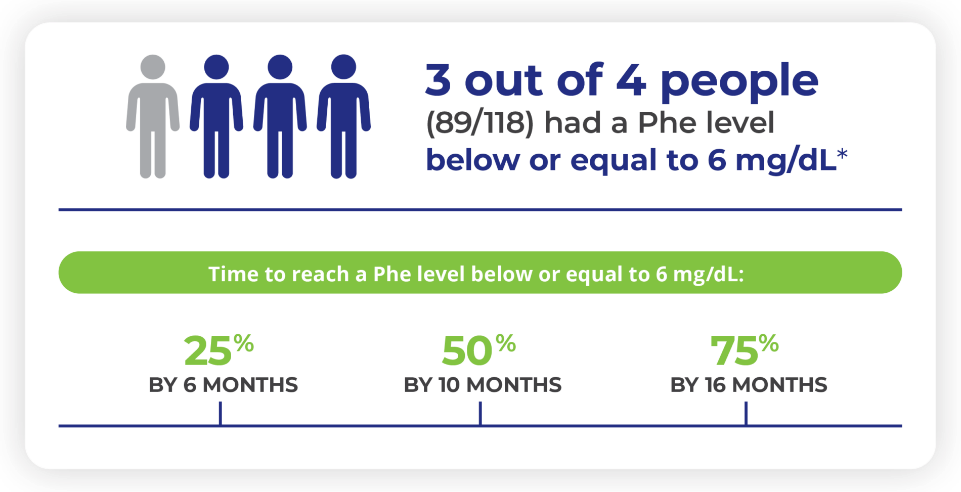 3 out of 4 people
(89/118) had a Phe level
below or equal to 6 mg/dL*
Time to reach a Phe level below or equal to 6 mg/dL:
25% 50% 75%
BY 6 MONTHS BY 10 MONTHS BY 16 MONTHS